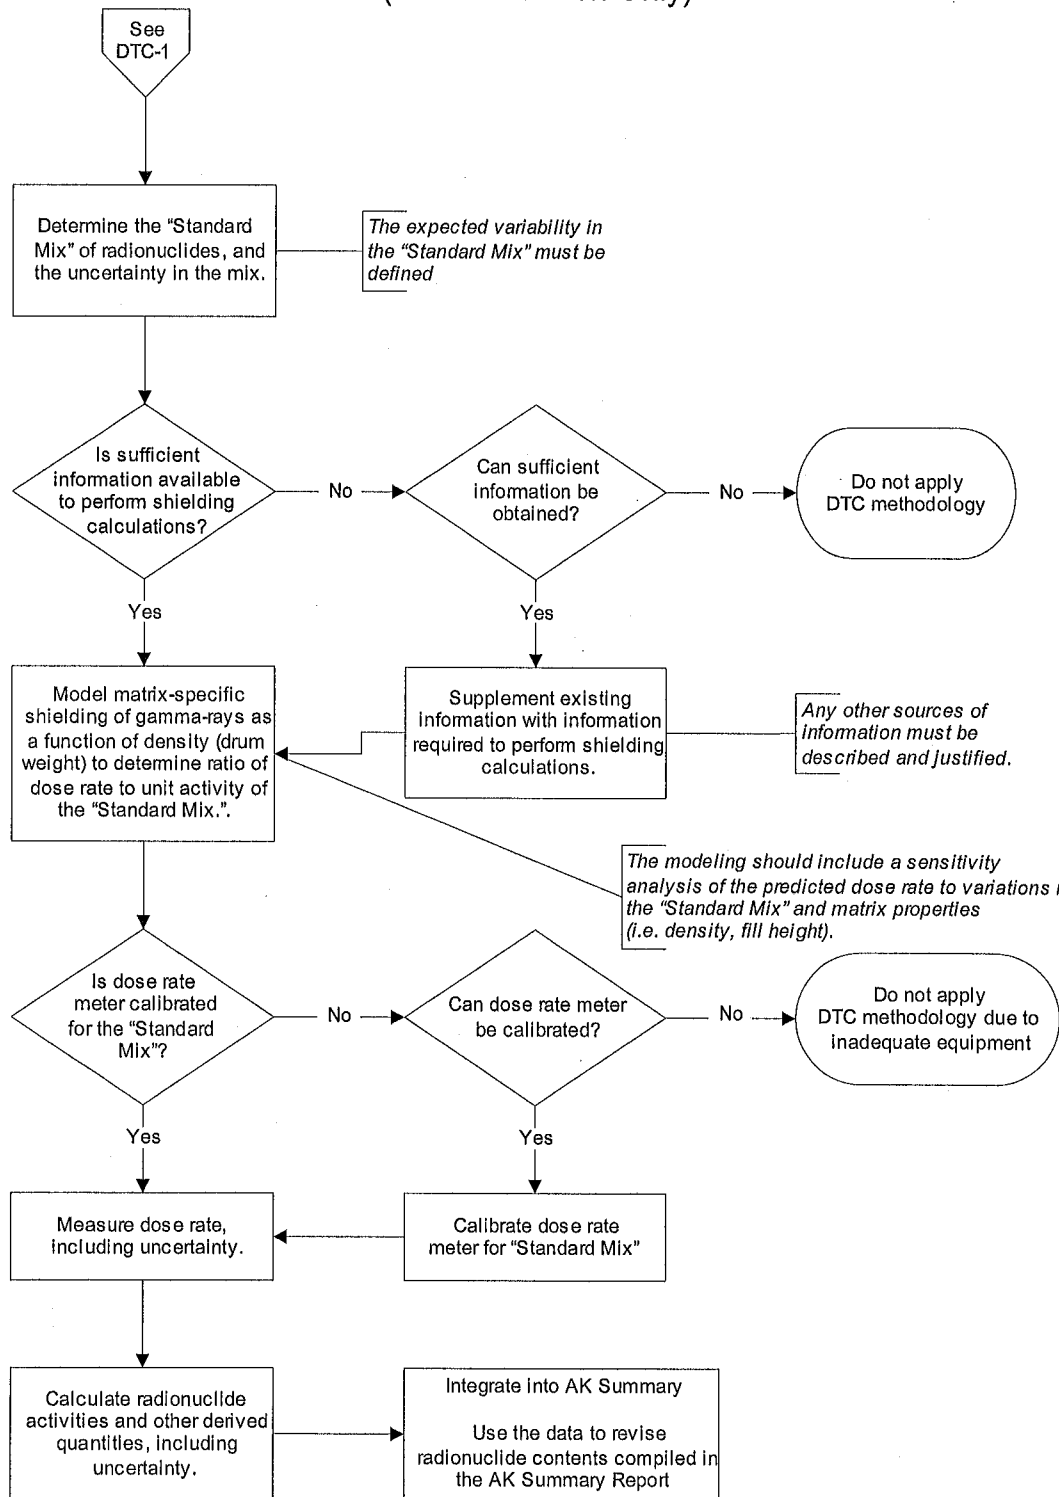 See
DTC-1
Determine the “Standard
Mix” of radionuclides, and
the uncertainty in the mix.
The expected variability in
the “Standard Mix” must be
defined
Is sufficient
information available
to perform shielding
calculations?
No
Can sufficient
information be
obtained?
No
Do not apply
DTC methodology
Yes
Yes
Model matrix-specific
shielding of gamma-rays as
a function of density (drum
weight) to determine ratio of
dose rate to unit activity of
the “Standard Mix.”.
Supplement existing
information with information
required to perform shielding
calculations.
Any other sources of
information must be
described and justified.
The modeling should include a sensitivity
analysis of the predicted dose rate to variations
the “Standard Mix” and matrix properties
(i.e. density, fill height).
Is dose rate
meter calibrated
for the “Standard
Mix”?
No
Can dose rate meter
be calibrated?
No
Do not apply
DTC methodology due to
inadequate equipment
Yes
Yes
Measure dose rate,
including uncertainty.
Calibrate dose rate
meter for “Standard Mix”
Calculate radionuclide
activities and other derived
quantities, including
uncertainty.
Integrate into AK Summary
Use the data to revise
radionuclide contents compiled in
the AK Summary Report